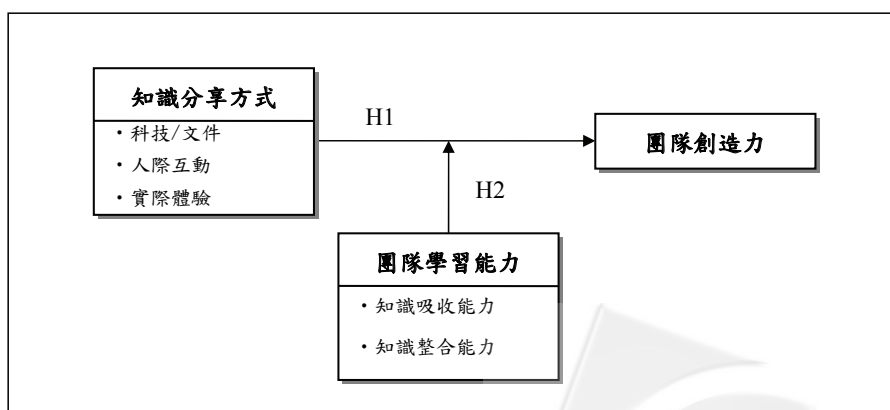 知識分享方式
・科技/文件
・人際互動
・實際體驗
H1
團隊創造力
H2
團隊學習能力
・知識吸收能力
・知識整合能力